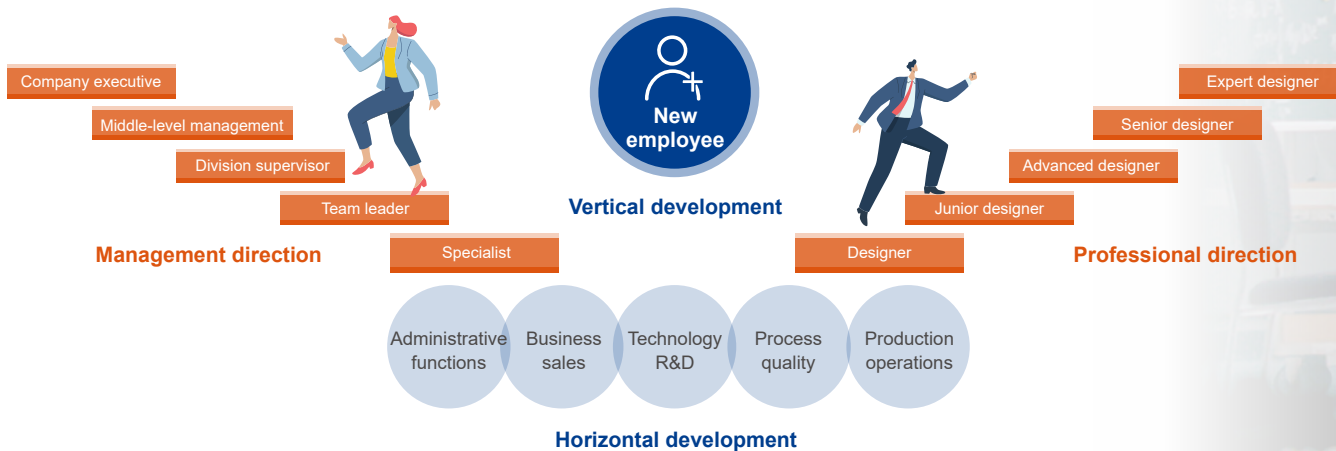 New
employee
Company executive
Middle-level management
Division supervisor
Team leader
Specialist
Management direction
Vertical development
Expert designer
Senior designer
Advanced designer
Junior designer
Designer
Professional direction
Administrative
functions
Business
sales
Technology
R&D
Process
quality
Production
operations
Horizontal development